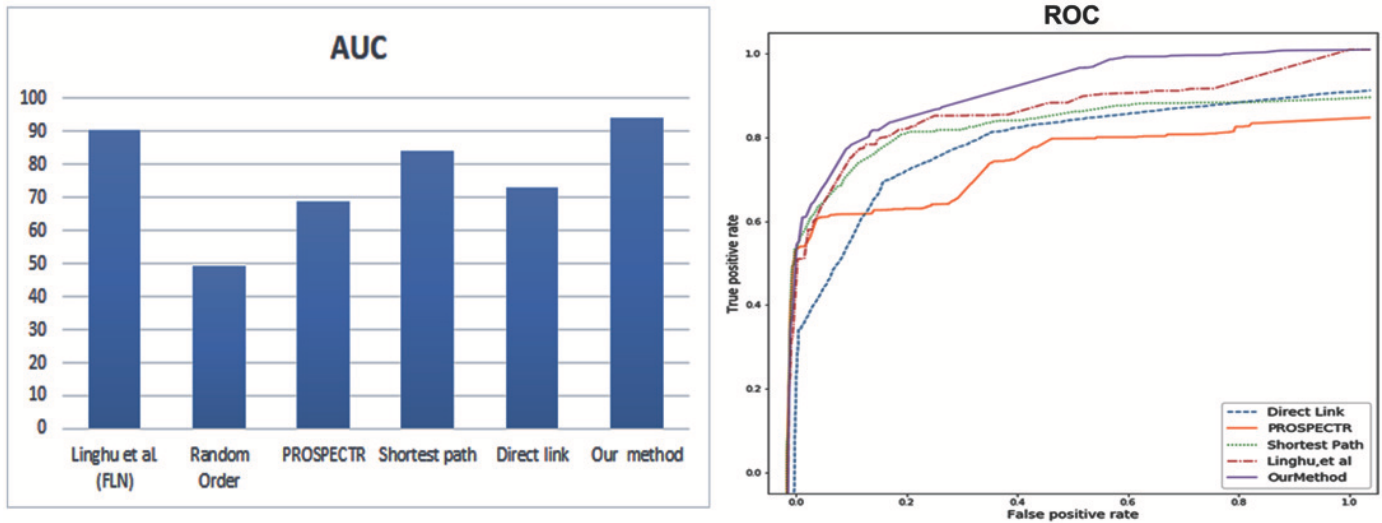 AUC
100
90
80
70
60
50
40
30
20
10
0
Linghu et al. Random PROSPECTR Shortest path Direct link Our method
(FLN) Order
ROC
True positive rate
1.0
0.8
0.6
0.4
0.2
0.0
0.0 0.2 0.4 0.6 0.8 1.0
False positive rate
Direct Link
PROSPECTR
Shortest Path
Linghu,et al
OurMethod